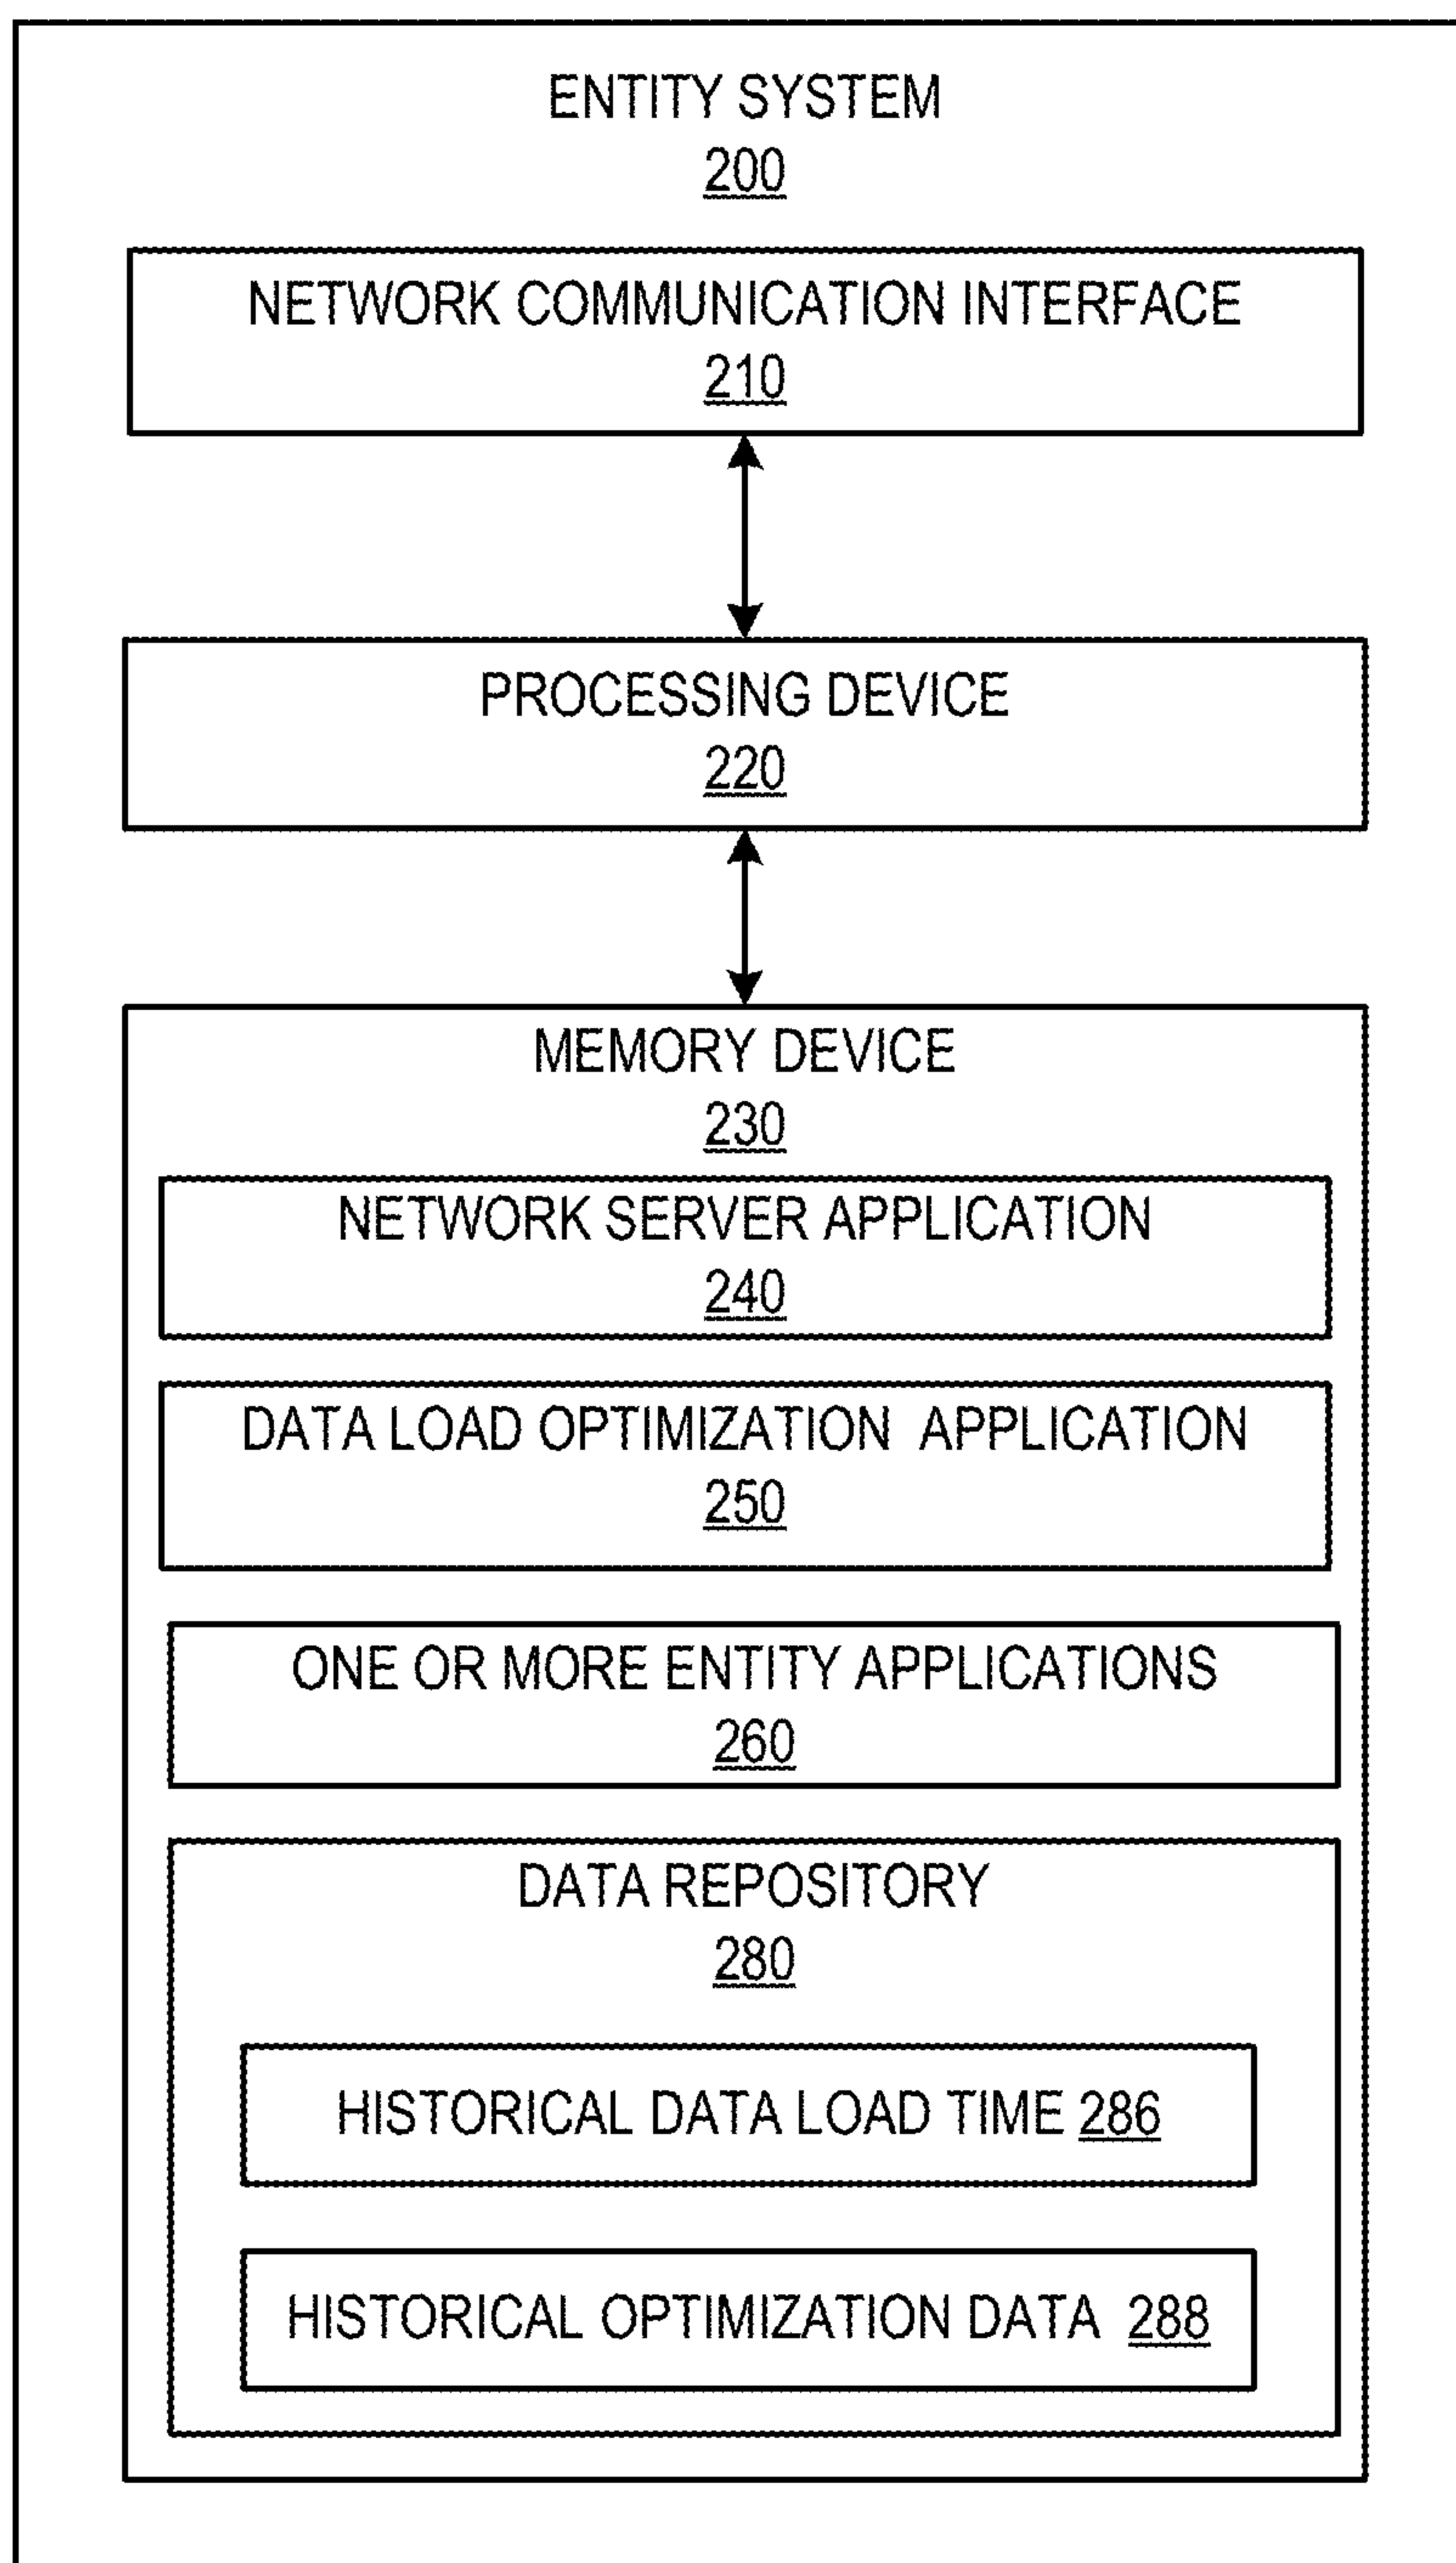 ENTITY SYSTEM
200
NETWORK COMMUNICATION INTERFACE
210
PROCESSING DEVICE
220
MEMORY DEVICE
230
NETWORK SERVER APPLICATION
240
DATA LOAD OPTIMIZATION APPLICATION
250
ONE OR MORE ENTITY APPLICATIONS
260
DATA REPOSITORY
280
HISTORICAL DATA LOAD TIME 286
HISTORICAL OPTIMIZATION DATA 288